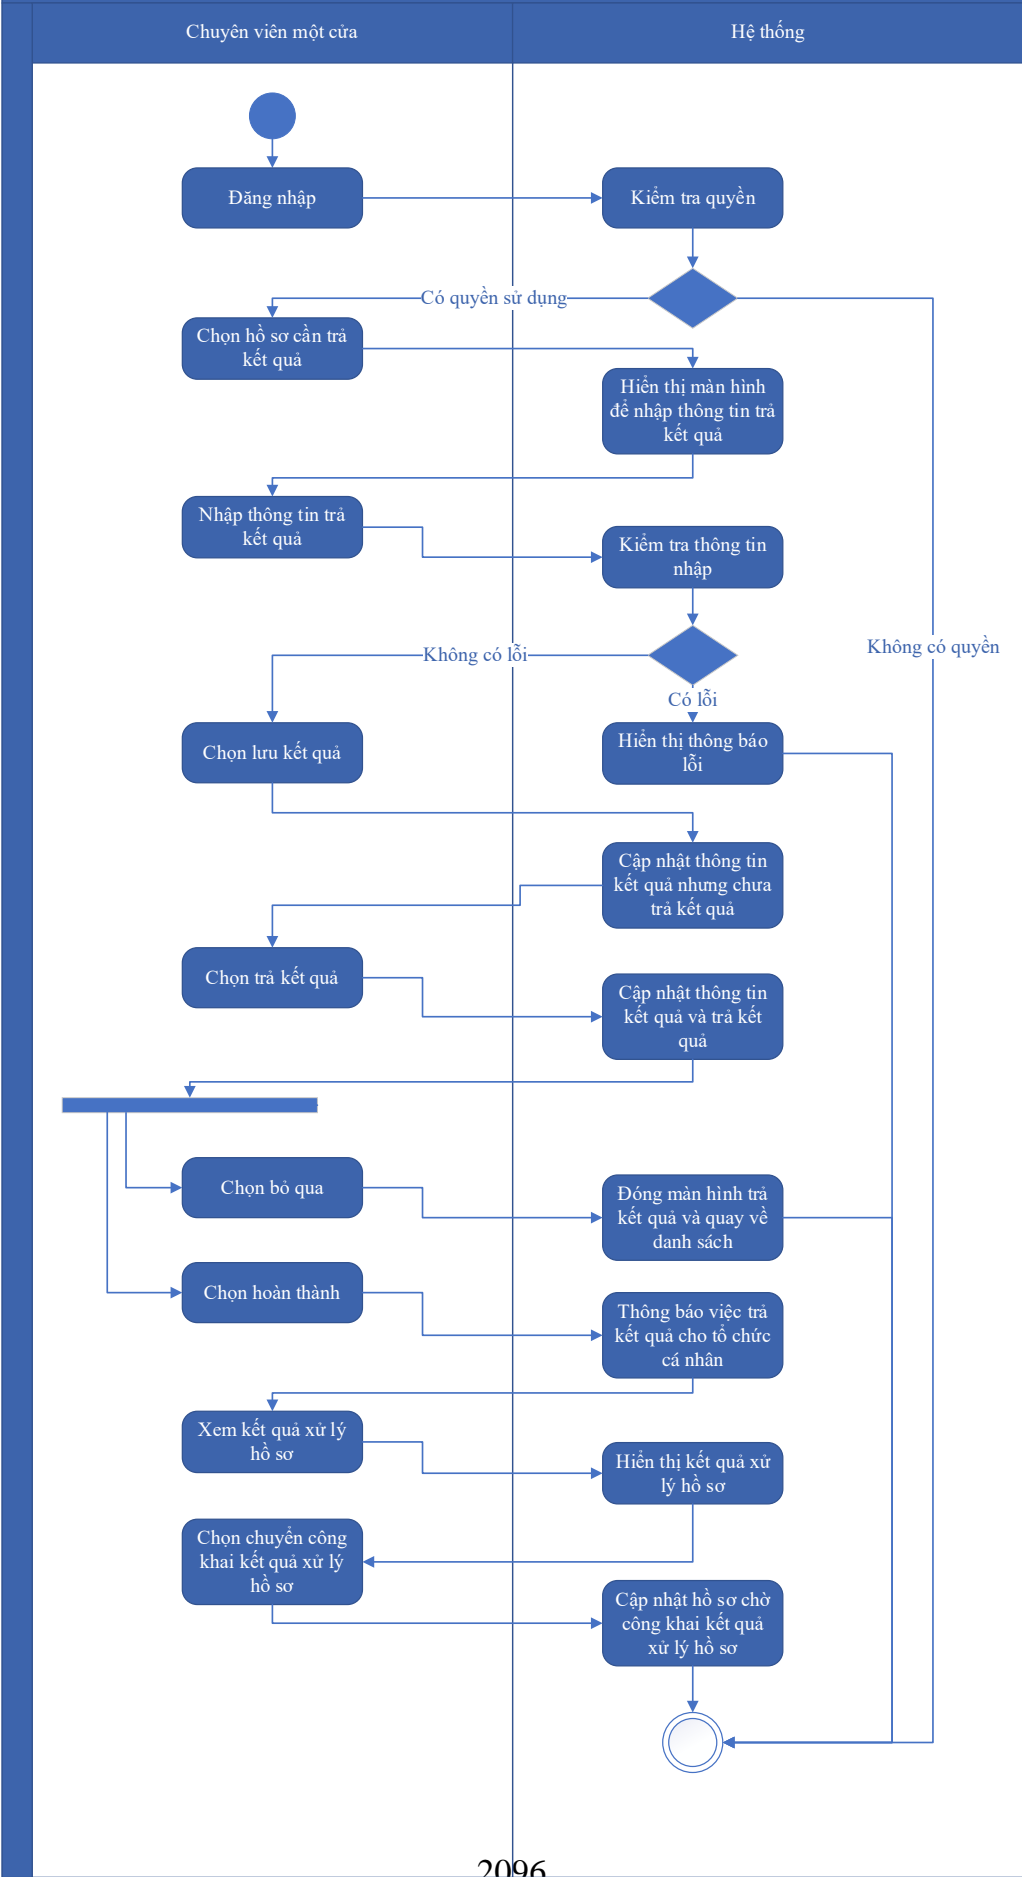 Chuyên viên một cửa
Hệ thống
Đăng nhập
Kiểm tra quyền
Có quyền sử dụng
Chọn hồ sơ cần trả
kết quả
Hiển thị màn hình
để nhập thông tin trả
kết quả
Nhập thông tin trả
kết quả
Kiểm tra thông tin
nhập
Không có quyền
Không có lỗi
Có lỗi
Chọn lưu kết quả
Hiển thị thông báo
lỗi
Cập nhật thông tin
kết quả nhưng chưa
trả kết quả
Chọn trả kết quả
Cập nhật thông tin
kết quả và trả kết
quả
Chọn bỏ qua
Đóng màn hình trả
kết quả và quay về
danh sách
Chọn hoàn thành
Thông báo việc trả
kết quả cho tổ chức
cá nhân
Xem kết quả xử lý
hồ sơ
Hiển thị kết quả xử
lý hồ sơ
Chọn chuyển công
khai kết quả xử lý
hồ sơ
Cập nhật hồ sơ chờ
công khai kết quả
xử lý hồ sơ
2096